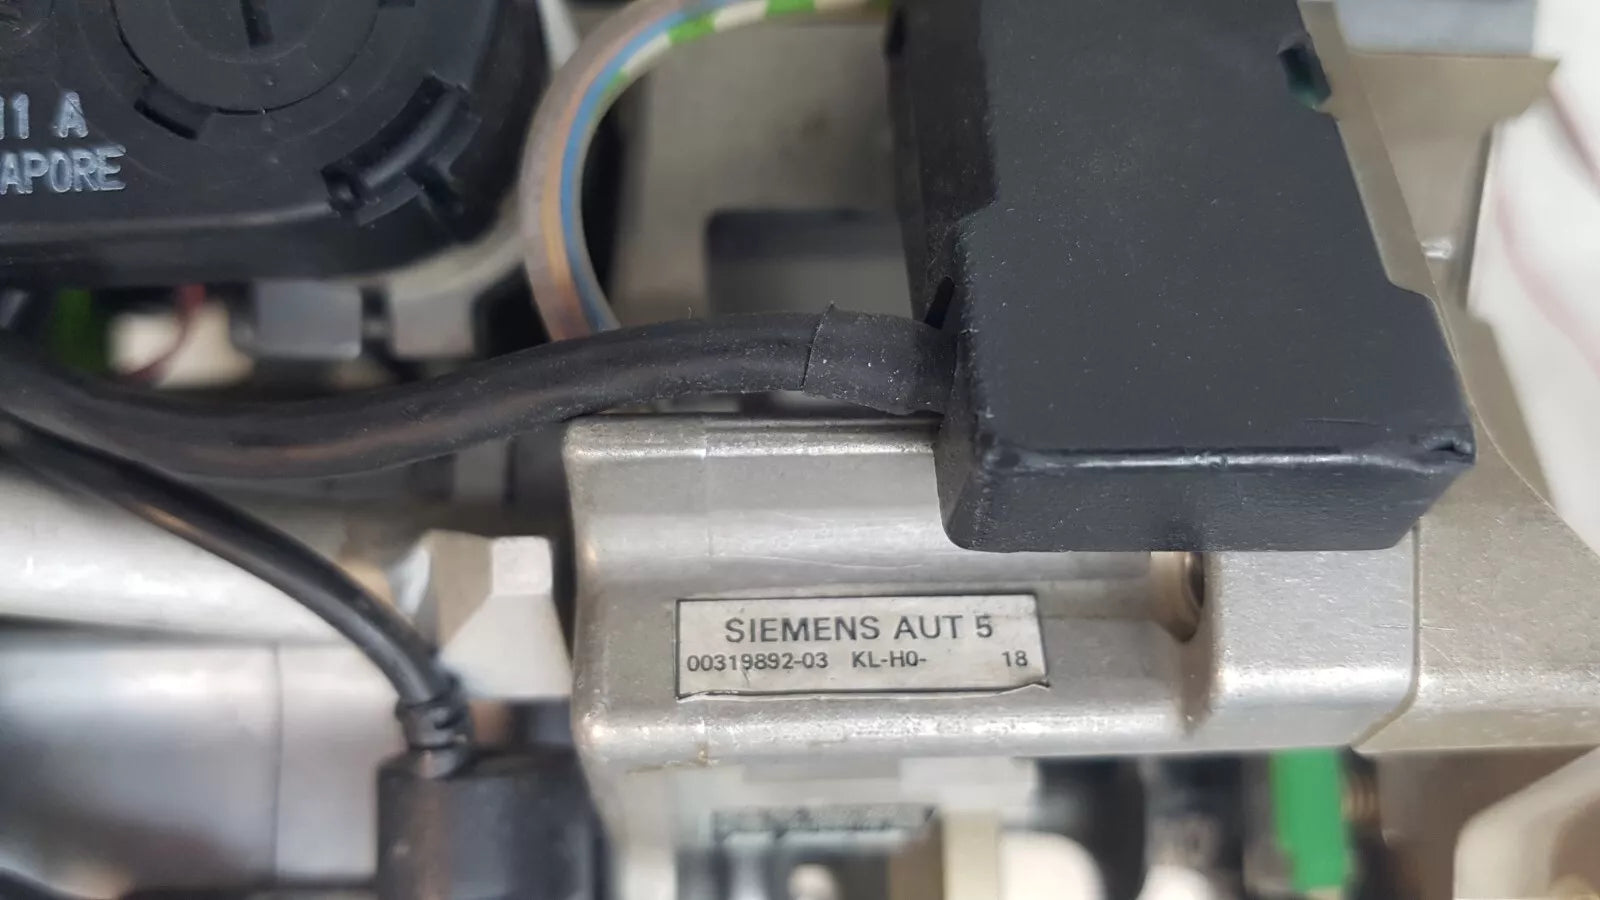 11 A
APORE
SIEMENS AUT 5
00319892-03 KL-H0- 18